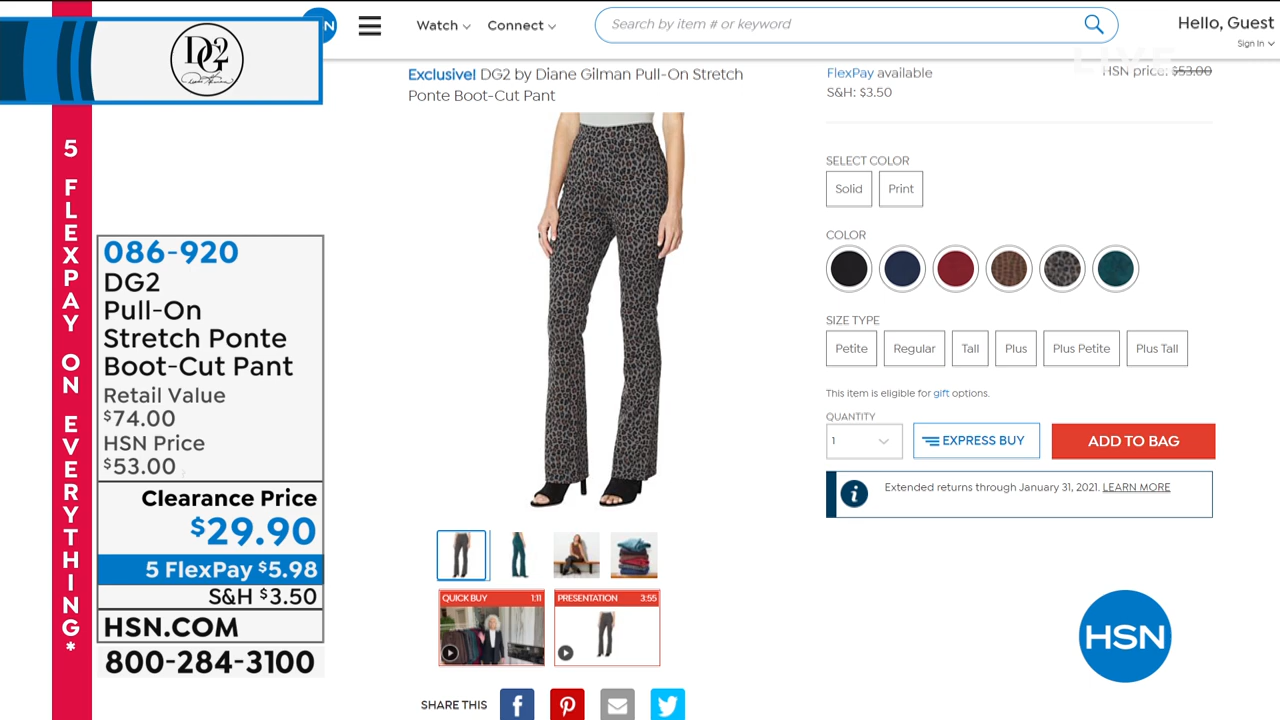 DG2
5 FLEXPAY ON EVERYTHING*
086-920
DG2
Pull-On
Stretch Ponte
Boot-Cut Pant
Retail Value
$74.00
HSN Price
$53.00
Clearance Price
$29.90
5 FlexPay $5.98
S&H $3.50
HSN.COM
800-284-3100
Watch
Connect
Search by item # or keyword
Hello, Guest
Sign In
LIVE
Exclusive! DG2 by Diane Gilman Pull-On Stretch
Ponte Boot-Cut Pant
FlexPay available
HSN price: $53.00
S&H: $3.50
SELECT COLOR
Solid
Print
COLOR
SIZE TYPE
Petite
Regular
Tall
Plus
Plus Petite
Plus Tall
This item is eligible for gift options.
QUANTITY
1
EXPRESS BUY
ADD TO BAG
i
Extended returns through January 31, 2021. LEARN MORE
QUICK BUY 1:11
PRESENTATION 3:55
SHARE THIS
HSN